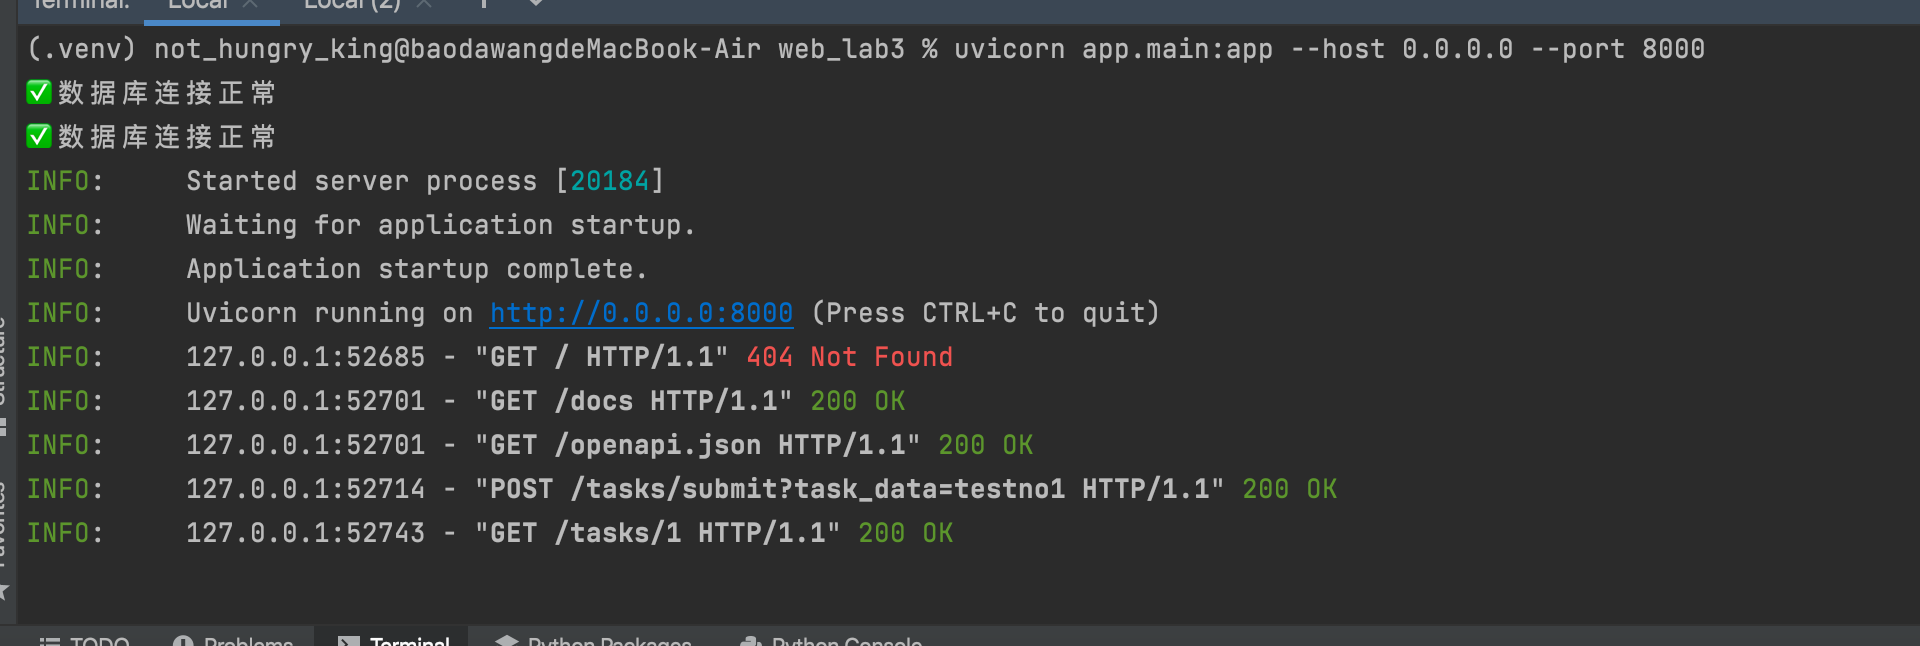 Terminal: Local × Local (2) × +
(.venv) not_hungry_king@baodawangdeMacBook-Air web_lab3 % uvicorn app.main:app --host 0.0.0.0 --port 8000
✅数据库连接正常
✅数据库连接正常
INFO:     Started server process [20184]
INFO:     Waiting for application startup.
INFO:     Application startup complete.
INFO:     Uvicorn running on http://0.0.0.0:8000 (Press CTRL+C to quit)
INFO:     127.0.0.1:52685 - "GET / HTTP/1.1" 404 Not Found
INFO:     127.0.0.1:52701 - "GET /docs HTTP/1.1" 200 OK
INFO:     127.0.0.1:52701 - "GET /openapi.json HTTP/1.1" 200 OK
INFO:     127.0.0.1:52714 - "POST /tasks/submit?task_data=testno1 HTTP/1.1" 200 OK
INFO:     127.0.0.1:52743 - "GET /tasks/1 HTTP/1.1" 200 OK
Structure
Favorites
TODO Problems Terminal Python Packages Python Console